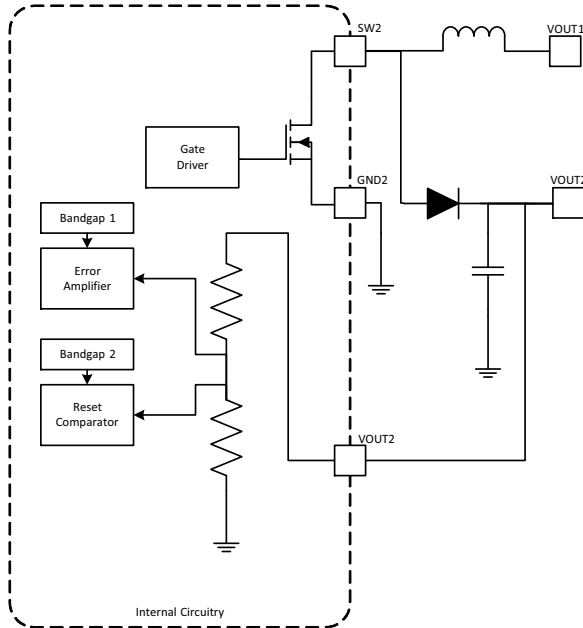 SW2
VOUT1
Gate
Driver
GND2
VOUT2
Bandgap 1
Error
Amplifier
Bandgap 2
Reset
Comparator
VOUT2
Internal Circuitry